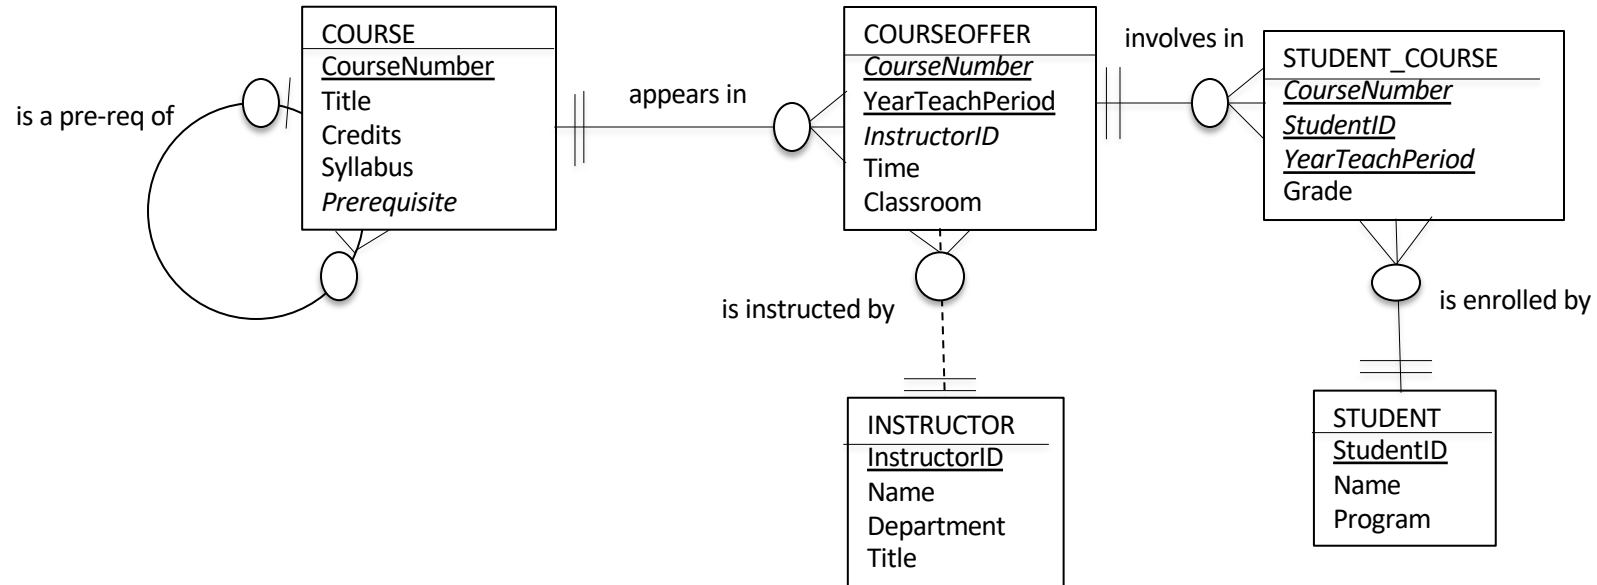 is a pre-req of
COURSE
CourseNumber
Title
Credits
Syllabus
Prerequisite
appears in
COURSEOFFER
CourseNumber
YearTeachPeriod
InstructorID
Time
Classroom
involves in
STUDENT_COURSE
CourseNumber
StudentID
YearTeachPeriod
Grade
is instructed by
is enrolled by
INSTRUCTOR
InstructorID
Name
Department
Title
STUDENT
StudentID
Name
Program